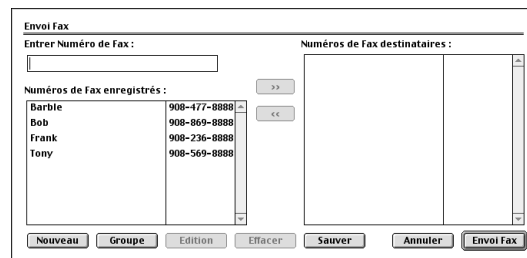 Envoi Fax
Entrer Numéro de Fax :
Numéros de Fax destinataires :
>>
Numéros de Fax enregistrés :
<<
Barbie 908-477-8888
Bob 908-869-8888
Frank 908-236-8888
Tony 908-569-8888
Nouveau Groupe Edition Effacer Sauver Annuler Envoi Fax